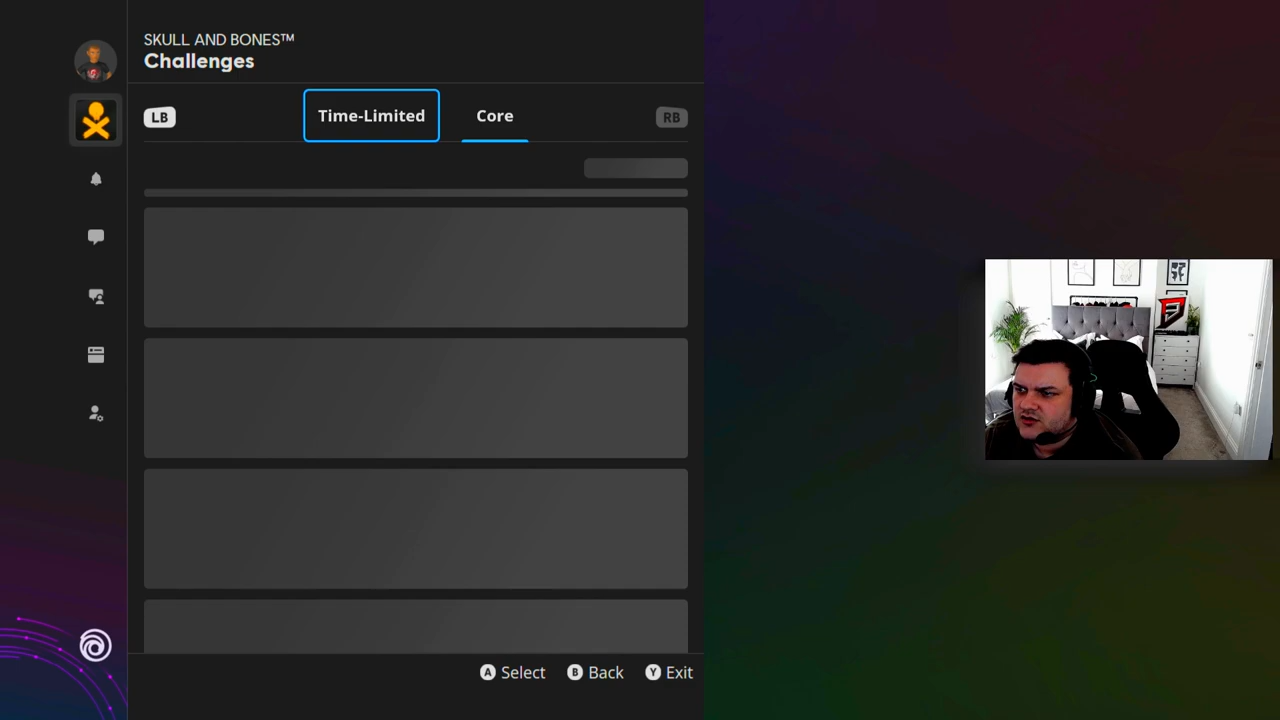 SKULL AND BONES™
Challenges
LB
Time-Limited
Core
RB
A Select
B Back
Y Exit